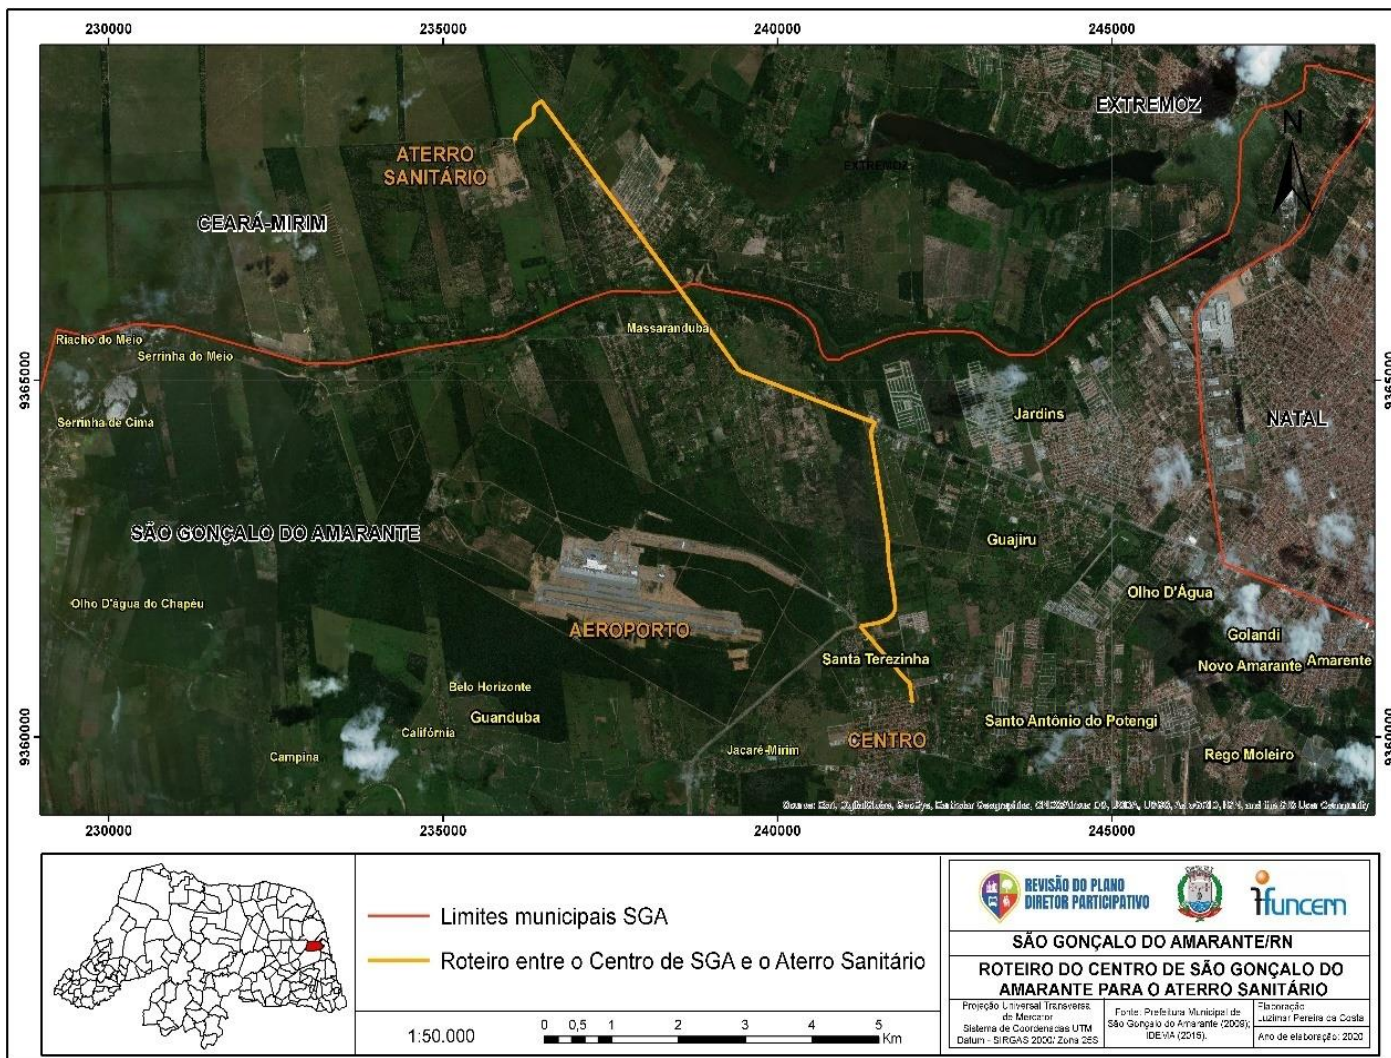 230000
235000
240000
245000
EXTREMOZ
N
ATERRO
SANITÁRIO
EXTREMOZ
CEARÁ-MIRIM
Massaranduba
Riacho do Meio
Serrinha do Meio
9365000
9365000
Serrinha de Cima
Jardins
NATAL
SÃO GONÇALO DO AMARANTE
Guajiru
Olho D'Água do Chapéu
Olho D'Água
AEROPORTO
Golandi
Santa Terezinha
Novo Amarante
Amarente
Belo Horizonte
Guanduba
Santo Antônio do Potengi
Califórnia
CENTRO
Jacaré-Mirim
Campina
Rego Moleiro
9360000
9360000
230000
235000
240000
245000
Limites municipais SGA
Roteiro entre o Centro de SGA e o Aterro Sanitário
1:50.000
0 0,5 1 2 3 4 5
Km
REVISÃO DO PLANO
DIRETOR PARTICIPATIVO
ifuncern
SÃO GONÇALO DO AMARANTE/RN
ROTEIRO DO CENTRO DE SÃO GONÇALO DO
AMARANTE PARA O ATERRO SANITÁRIO
Projeção Universal Transversa
de Mercator
Sistema de Coordenadas UTM
Datum - SIRGAS 2000/ Zona 25S
Fonte: Prefeitura Municipal de
São Gonçalo do Amarante (2009);
IDEMA (2015).
Elaboração
Luzimar Pereira da Costa
Ano de elaboração: 2020